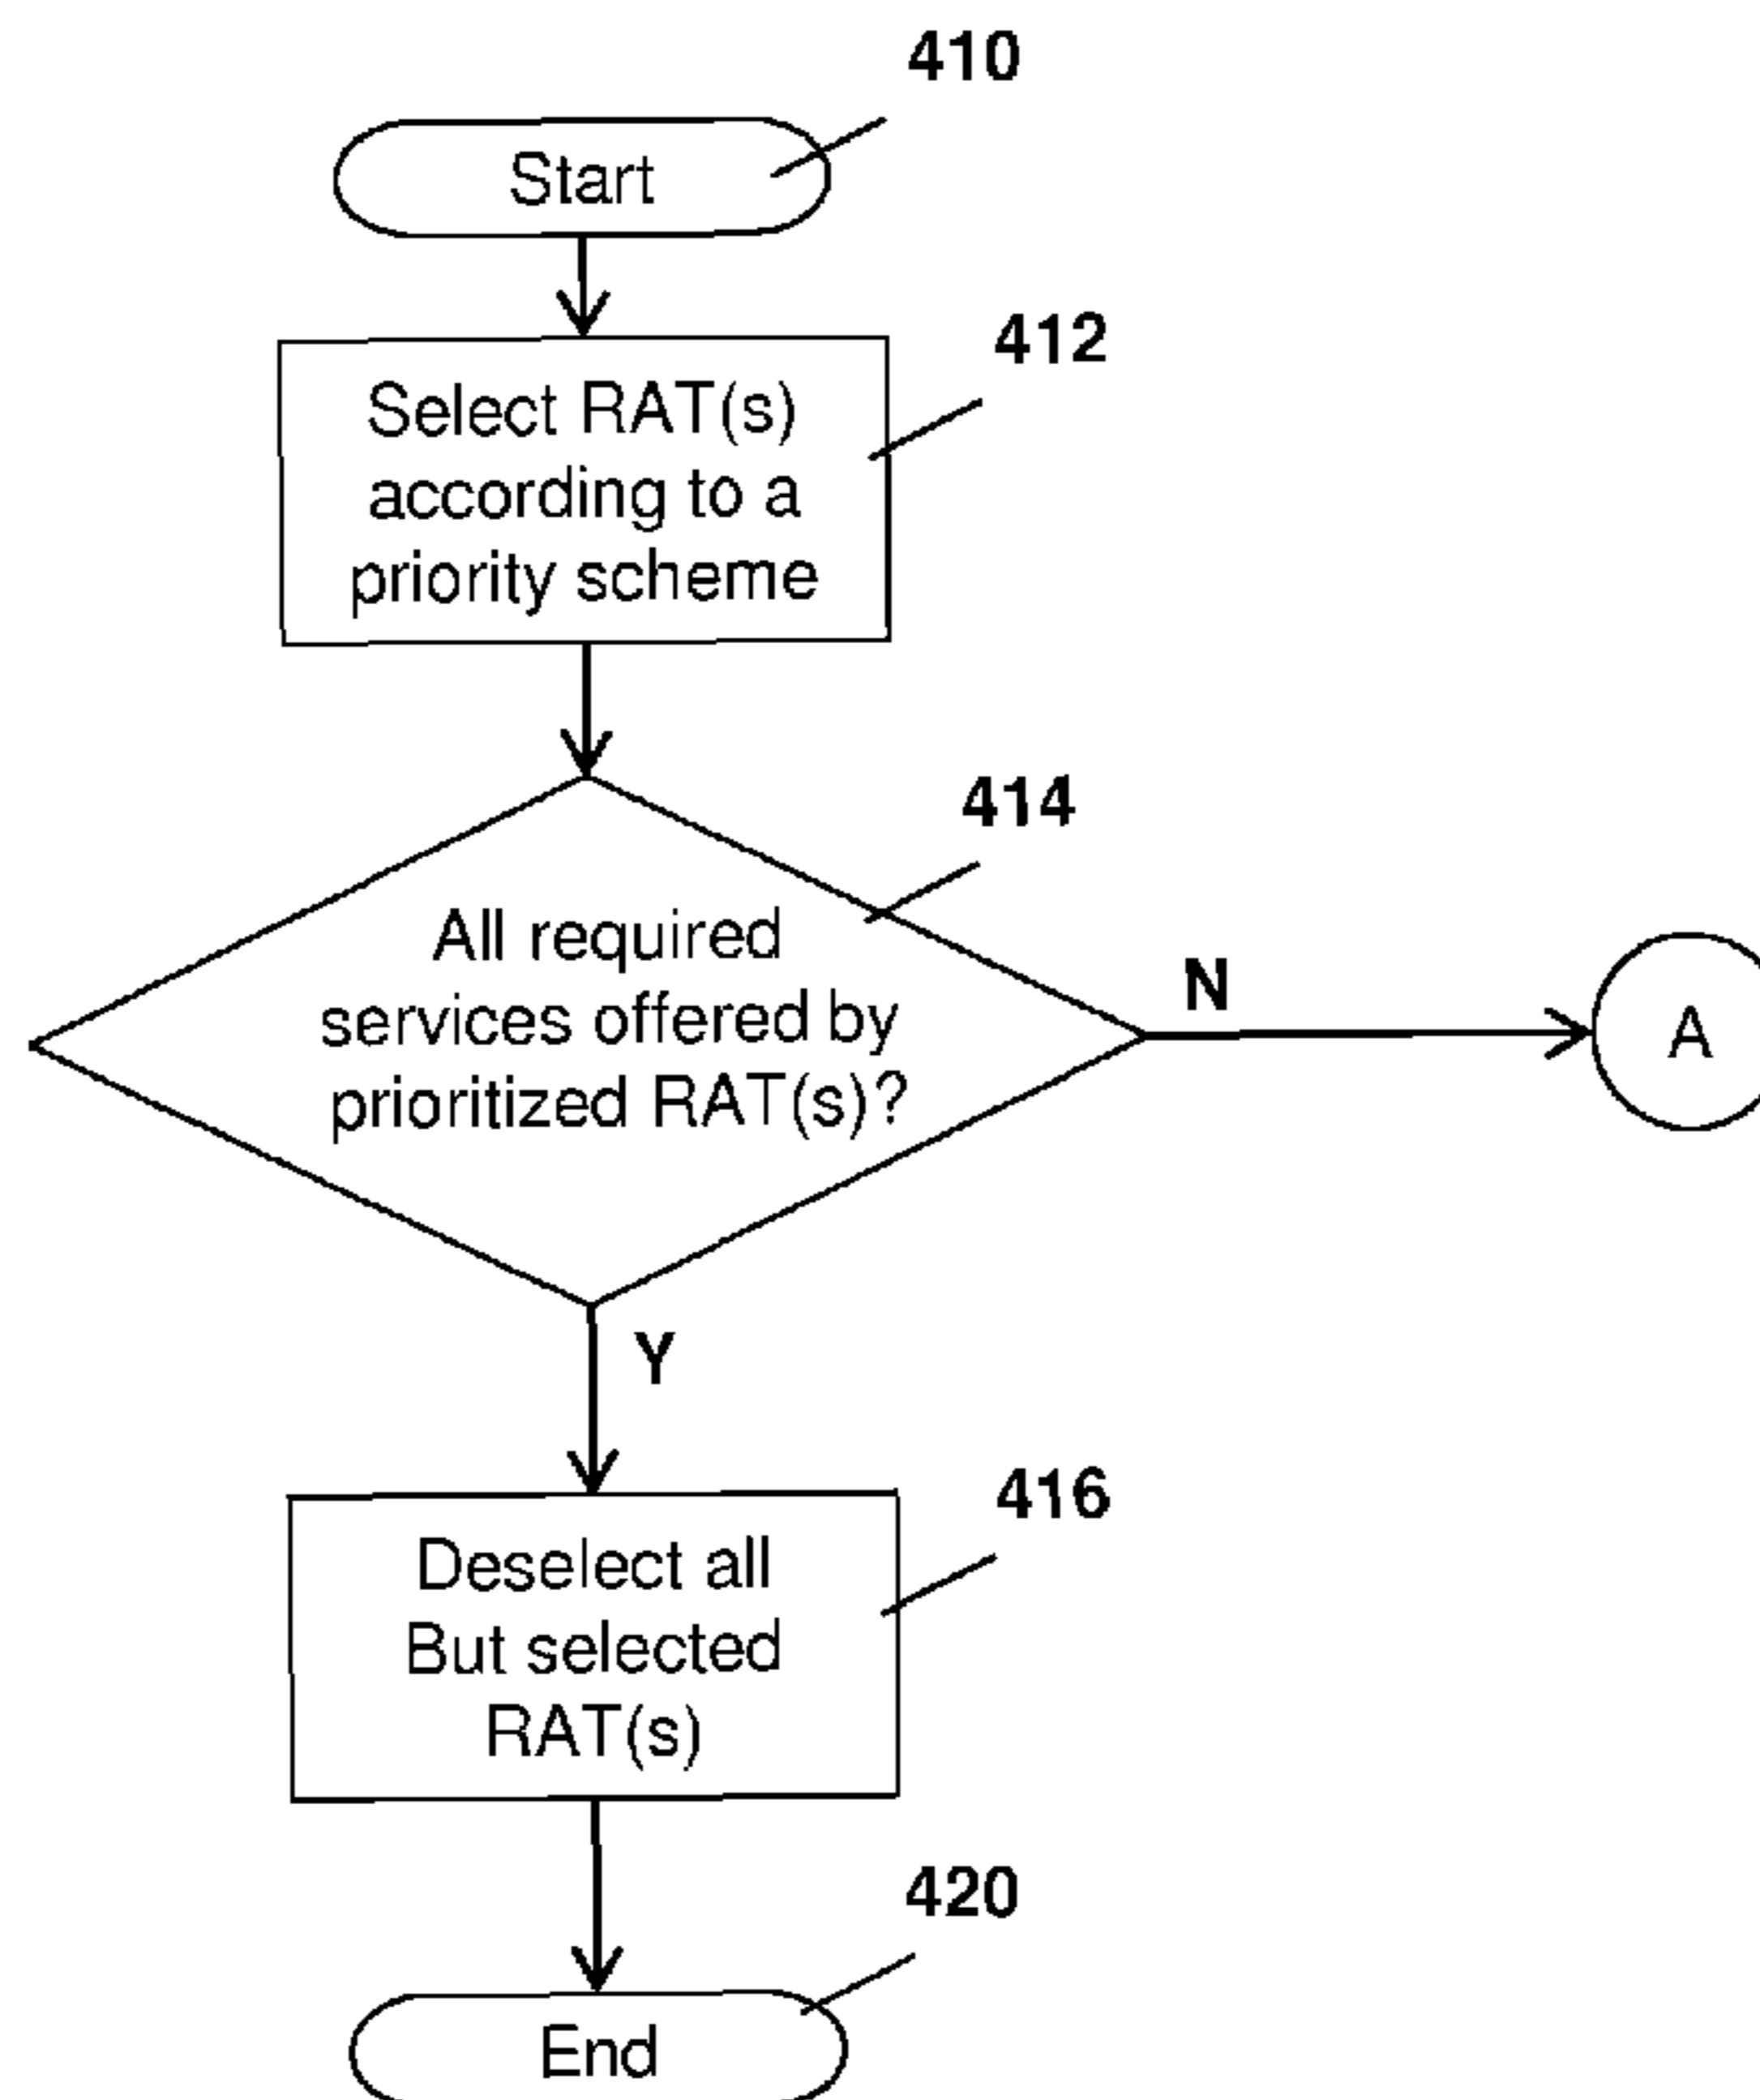 410
Start
412
Select RAT(s)
according to a
priority scheme
414
All required
services offered by
prioritized RAT(s)?
N
A
Y
416
Deselect all
But selected
RAT(s)
420
End